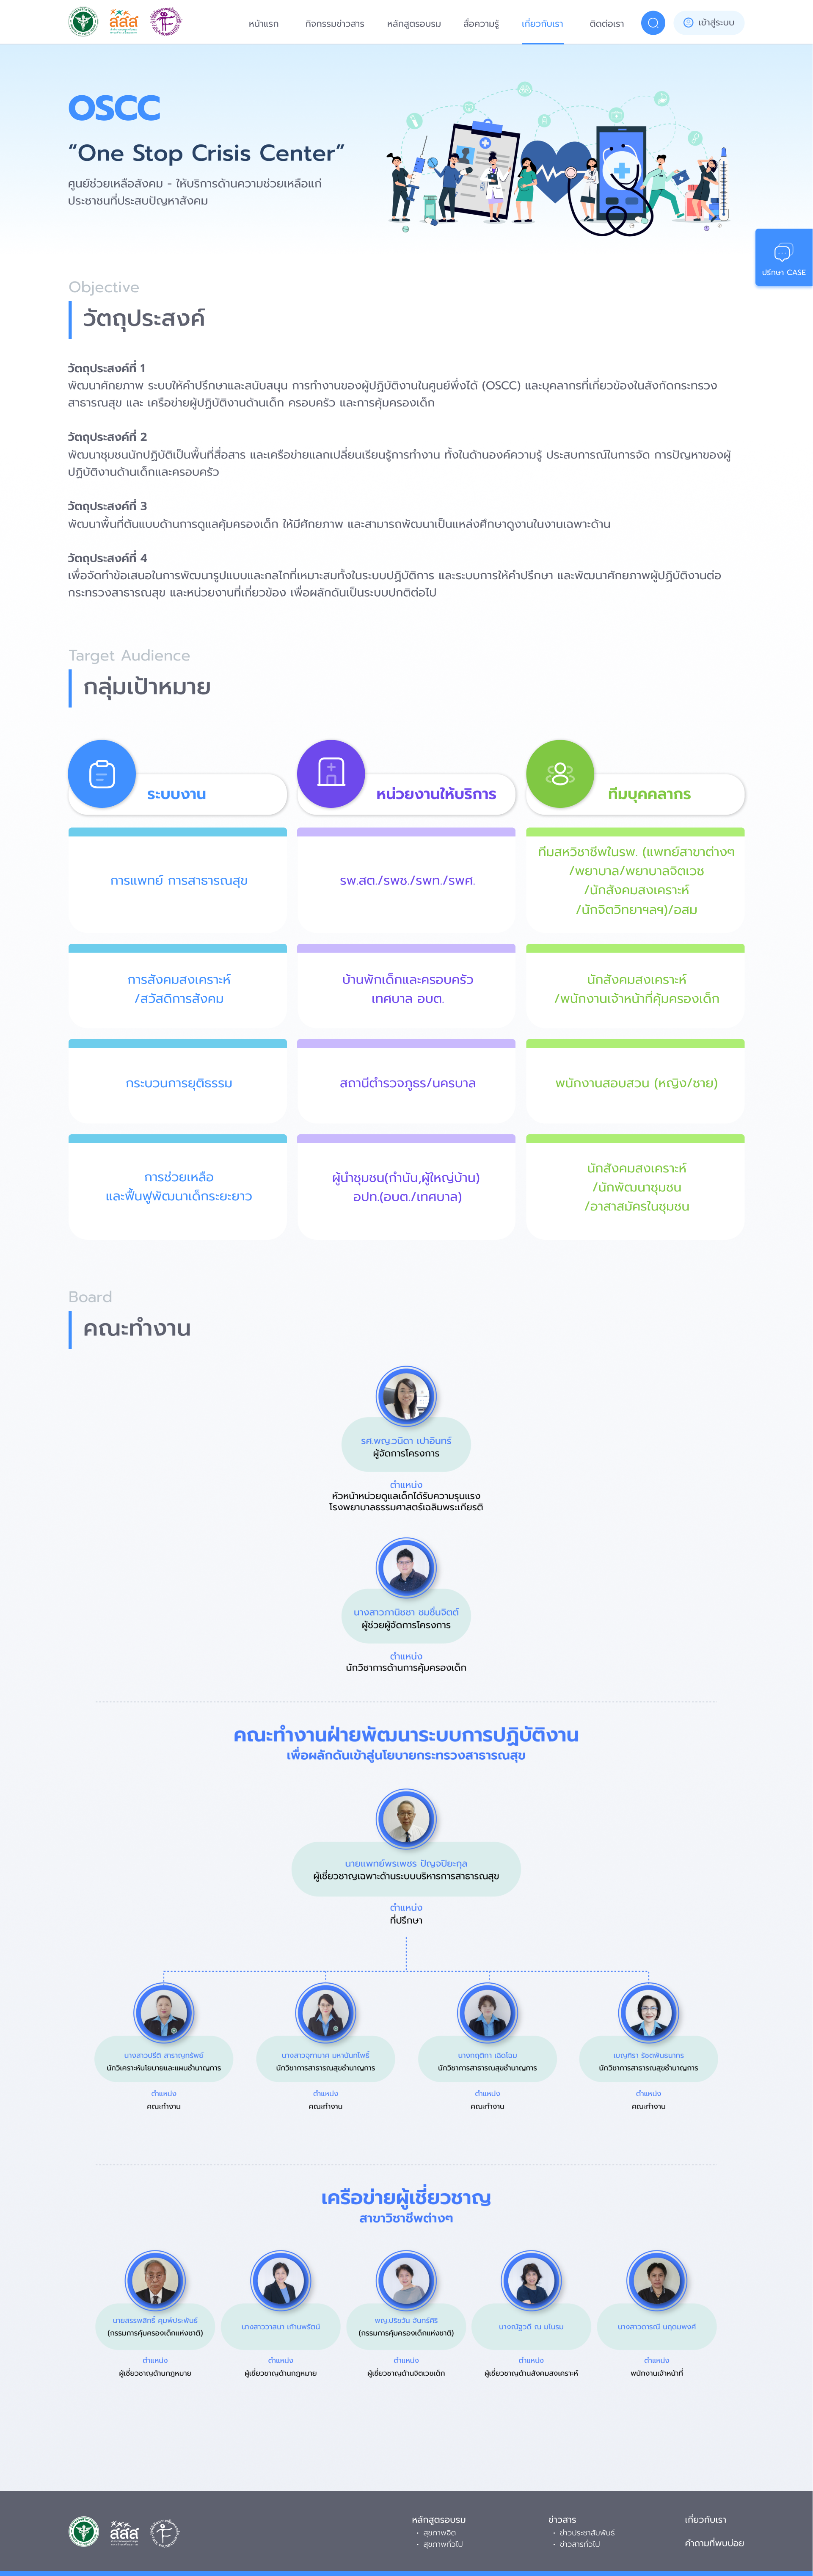 สสส
หน้าแรก
กิจกรรมข่าวสาร
หลักสูตรอบรม
สื่อความรู้
เกี่ยวกับเรา
ติดต่อเรา
เข้าสู่ระบบ
OSCC
“One Stop Crisis Center”
ศูนย์ช่วยเหลือสังคม - ให้บริการด้านความช่วยเหลือแก่
ประชาชนที่ประสบปัญหาสังคม
ปรึกษา CASE
Objective
วัตถุประสงค์
วัตถุประสงค์ที่ 1
พัฒนาศักยภาพ ระบบให้คำปรึกษาและสนับสนุน การทำงานของผู้ปฏิบัติงานในศูนย์พึ่งได้ (OSCC) และบุคลากรที่เกี่ยวข้องในสังกัดกระทรวง
สาธารณสุข และ เครือข่ายผู้ปฏิบัติงานด้านเด็ก ครอบครัว และการคุ้มครองเด็ก
วัตถุประสงค์ที่ 2
พัฒนาชุมชนนักปฏิบัติเป็นพื้นที่สื่อสาร และเครือข่ายแลกเปลี่ยนเรียนรู้การทำงาน ทั้งในด้านองค์ความรู้ ประสบการณ์ในการจัด การปัญหาของผู้
ปฏิบัติงานด้านเด็กและครอบครัว
วัตถุประสงค์ที่ 3
พัฒนาพื้นที่ต้นแบบด้านการดูแลคุ้มครองเด็ก ให้มีศักยภาพ และสามารถพัฒนาเป็นแหล่งศึกษาดูงานในงานเฉพาะด้าน
วัตถุประสงค์ที่ 4
เพื่อจัดทำข้อเสนอในการพัฒนารูปแบบและกลไกที่เหมาะสมทั้งในระบบปฏิบัติการ และระบบการให้คำปรึกษา และพัฒนาศักยภาพผู้ปฏิบัติงานต่อ
กระทรวงสาธารณสุข และหน่วยงานที่เกี่ยวข้อง เพื่อผลักดันเป็นระบบปกติต่อไป
Target Audience
กลุ่มเป้าหมาย
ระบบงาน
หน่วยงานให้บริการ
ทีมบุคคลากร
การแพทย์ การสาธารณสุข
รพ.สต./รพช./รพท./รพศ.
ทีมสหวิชาชีพในรพ. (แพทย์สาขาต่างๆ
/พยาบาล/พยาบาลจิตเวช
/นักสังคมสงเคราะห์
/นักจิตวิทยาฯลฯ)/อสม
การสังคมสงเคราะห์
/สวัสดิการสังคม
บ้านพักเด็กและครอบครัว
เทศบาล อบต.
นักสังคมสงเคราะห์
/พนักงานเจ้าหน้าที่คุ้มครองเด็ก
กระบวนการยุติธรรม
สถานีตำรวจภูธร/นครบาล
พนักงานสอบสวน (หญิง/ชาย)
การช่วยเหลือ
และฟื้นฟูพัฒนาเด็กระยะยาว
ผู้นำชุมชน(กำนัน,ผู้ใหญ่บ้าน)
อปท.(อบต./เทศบาล)
นักสังคมสงเคราะห์
/นักพัฒนาชุมชน
/อาสาสมัครในชุมชน
Board
คณะทำงาน
รศ.พญ.วนิดา เปาอินทร์
ผู้จัดการโครงการ
ตำแหน่ง
หัวหน้าหน่วยดูแลเด็กได้รับความรุนแรง
โรงพยาบาลธรรมศาสตร์เฉลิมพระเกียรติ
นางสาวภานิชชา ชมชื่นจิตต์
ผู้ช่วยผู้จัดการโครงการ
ตำแหน่ง
นักวิชาการด้านการคุ้มครองเด็ก
คณะทำงานฝ่ายพัฒนาระบบการปฏิบัติงาน
เพื่อผลักดันเข้าสู่นโยบายกระทรวงสาธารณสุข
นายแพทย์พรเพชร ปัญจปิยะกุล
ผู้เชี่ยวชาญเฉพาะด้านระบบบริหารการสาธารณสุข
ตำแหน่ง
ที่ปรึกษา
นางสาวปรีติ สาราญทรัพย์
นักวิเคราะห์นโยบายและแผนชำนาญการ
ตำแหน่ง
คณะทำงาน
นางสาวจุฑามาศ มหานันทโพธิ์
นักวิชาการสาธารณสุขชำนาญการ
ตำแหน่ง
คณะทำงาน
นางกฤติกา เฉิดโฉม
นักวิชาการสาธารณสุขชำนาญการ
ตำแหน่ง
คณะทำงาน
เบญศิรา รัชตพันธนากร
นักวิชาการสาธารณสุขชำนาญการ
ตำแหน่ง
คณะทำงาน
เครือข่ายผู้เชี่ยวชาญ
สาขาวิชาชีพต่างๆ
นายสรรพสิทธิ์ คุมพ์ประพันธ์
(กรรมการคุ้มครองเด็กแห่งชาติ)
ตำแหน่ง
ผู้เชี่ยวชาญด้านกฎหมาย
นางสาววาสนา เก้านพรัตน์
ตำแหน่ง
ผู้เชี่ยวชาญด้านกฎหมาย
พญ.ปริชวัน จันทร์ศิริ
(กรรมการคุ้มครองเด็กแห่งชาติ)
ตำแหน่ง
ผู้เชี่ยวชาญด้านจิตเวชเด็ก
นางณัฐวดี ณ มโนรม
ตำแหน่ง
ผู้เชี่ยวชาญด้านสังคมสงเคราะห์
นางสาวดารณี นฤดมพงศ์
ตำแหน่ง
พนักงานเจ้าหน้าที่
สสส
หลักสูตรอบรม
• สุขภาพจิต
• สุขภาพทั่วไป
ข่าวสาร
• ข่าวประชาสัมพันธ์
• ข่าวสารทั่วไป
เกี่ยวกับเรา
คำถามที่พบบ่อย